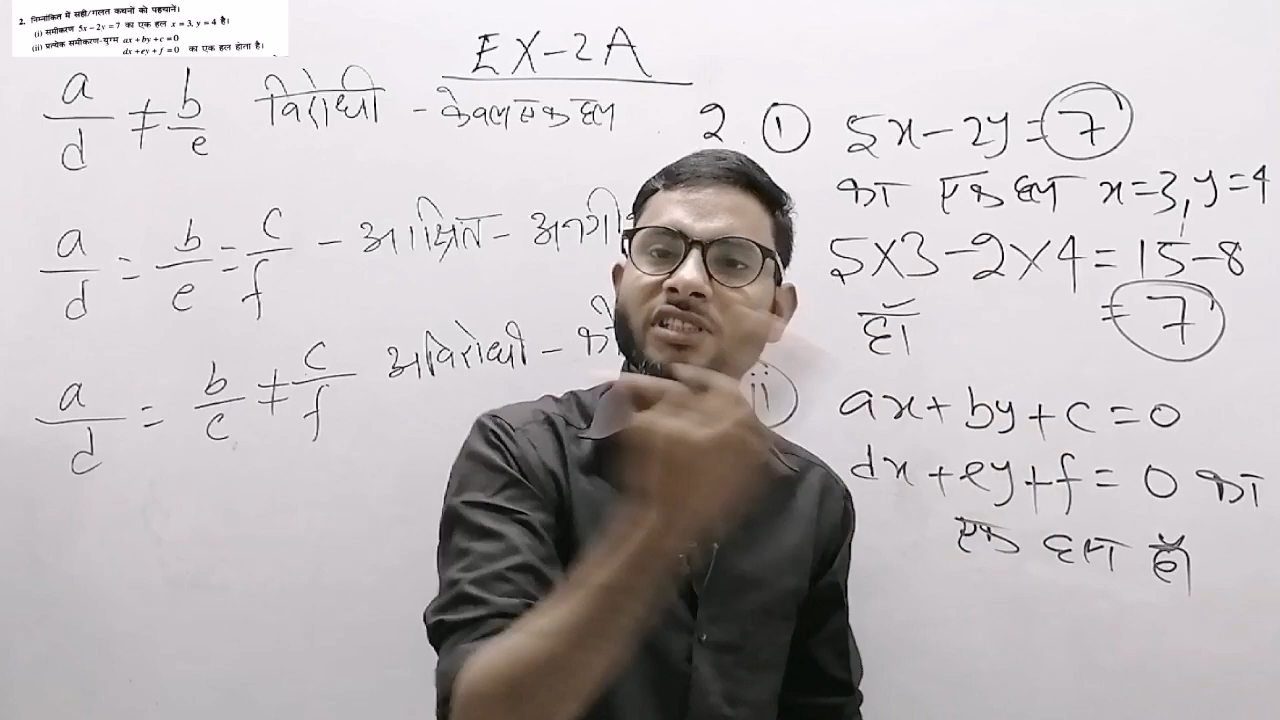 2. निम्नांकित में सही/गलत कथनों को पहचानें।
(i) समीकरण 5x – 2y = 7 का एक हल x = 3, y = 4 है।
(ii) प्रत्येक समीकरण-युग्म ax + by + c = 0
dx + ey + f = 0 का एक हल होता है।
EX-2A
a/d ≠ b/e विरोधी - केवल एक हल
a/d = b/e = c/f - आश्रित -
a/d = b/e ≠ c/f अविरोधी -
2. ① 5x - 2y = 7
का एक हल x=3, y=4
5×3-2×4 = 15-8
= 7
हाँ
ii ax + by + c = 0
dx + ey + f = 0 का
एक हल है